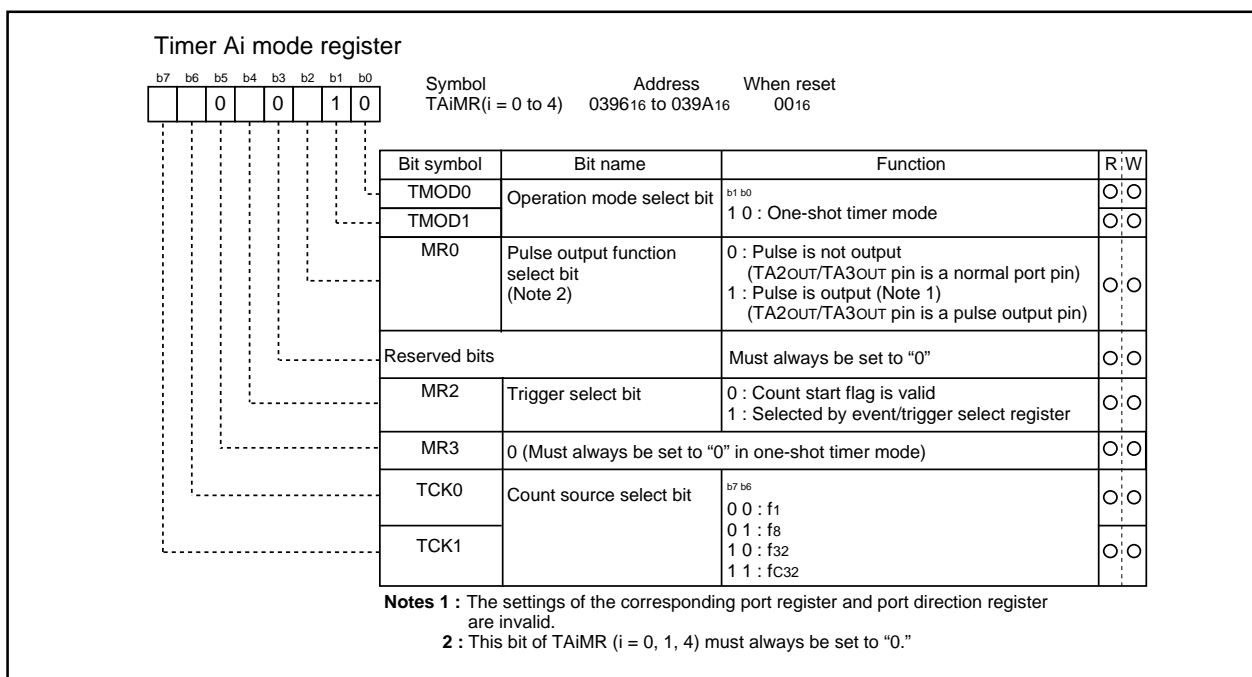 Timer Ai mode register
b7 b6 b5 b4 b3 b2 b1 b0
0 0 1 0
Symbol Address When reset
TAiMR(i = 0 to 4) 039616 to 039A16 0016
Bit symbol Bit name Function R W
TMOD0 Operation mode select bit b1 b0
1 0 : One-shot timer mode
TMOD1
MR0 Pulse output function select bit (Note 2)
0 : Pulse is not output
(TA2OUT/TA3OUT pin is a normal port pin)
1 : Pulse is output (Note 1)
(TA2OUT/TA3OUT pin is a pulse output pin)
Reserved bits Must always be set to “0”
MR2 Trigger select bit 0 : Count start flag is valid
1 : Selected by event/trigger select register
MR3 0 (Must always be set to “0” in one-shot timer mode)
TCK0 Count source select bit b7 b6
0 0 : f1
0 1 : f8
TCK1 1 0 : f32
1 1 : fC32
Notes 1 : The settings of the corresponding port register and port direction register
are invalid.
2 : This bit of TAiMR (i = 0, 1, 4) must always be set to “0.”